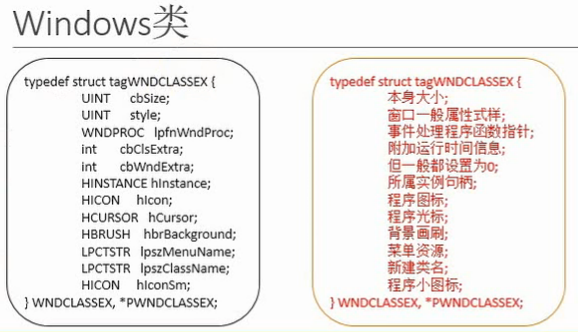 Windows类
typedef struct tagWNDCLASSEX {
UINT cbSize;
UINT style;
WNDPROC lpfnWndProc;
int cbClsExtra;
int cbWndExtra;
HINSTANCE hInstance;
HICON hIcon;
HCURSOR hCursor;
HBRUSH hbrBackground;
LPCTSTR lpszMenuName;
LPCTSTR lpszClassName;
HICON hIconSm;
} WNDCLASSEX, *PWNDCLASSEX;
typedef struct tagWNDCLASSEX {
本身大小;
窗口一般属性式样;
事件处理程序函数指针;
附加运行时间信息;
但一般都设置为0;
所属实例句柄;
程序图标;
程序光标;
背景画刷;
菜单资源;
新建类名;
程序小图标;
} WNDCLASSEX, *PWNDCLASSEX;